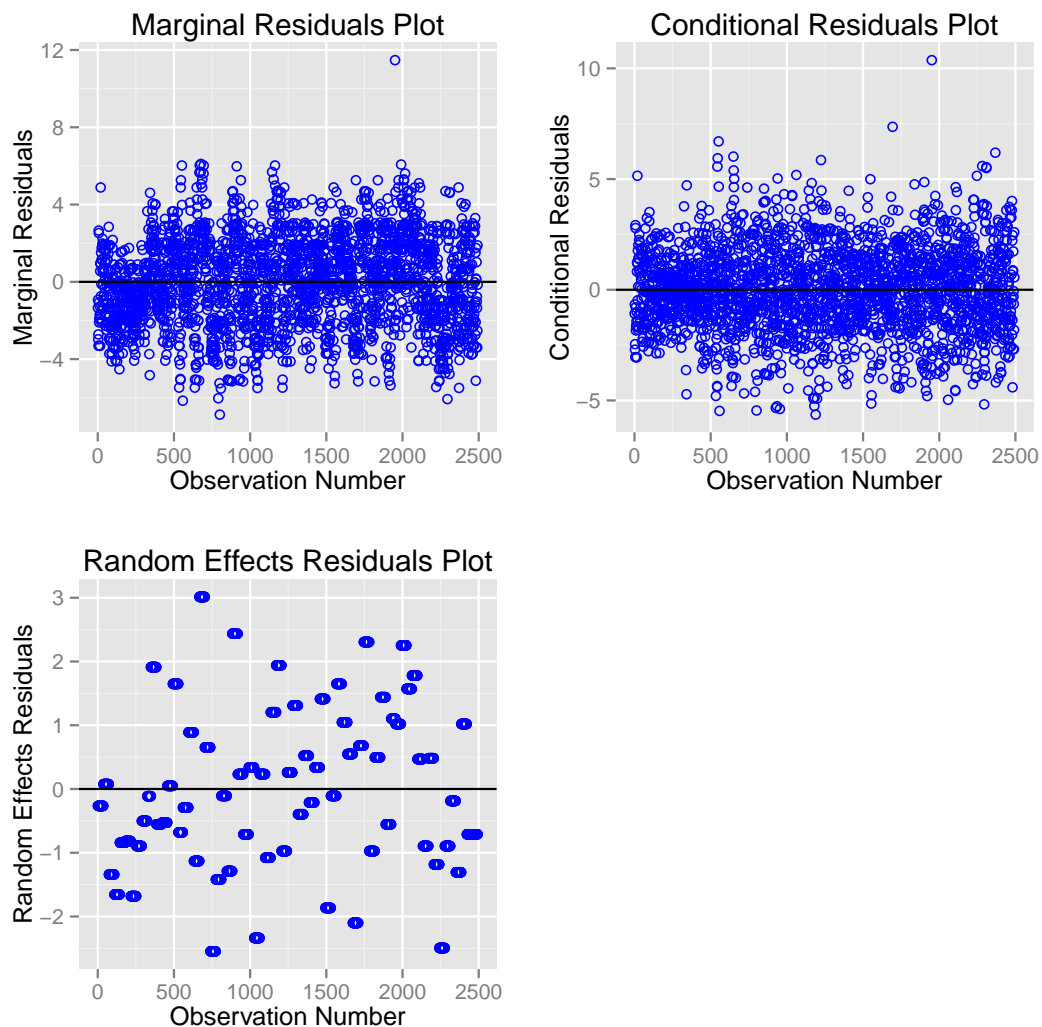 Marginal Residuals Plot
12
8
4
0
−4
Marginal Residuals
0 500 1000 1500 2000 2500
Observation Number
Conditional Residuals Plot
10
5
0
−5
Conditional Residuals
0 500 1000 1500 2000 2500
Observation Number
Random Effects Residuals Plot
3
2
1
0
−1
−2
Random Effects Residuals
0 500 1000 1500 2000 2500
Observation Number